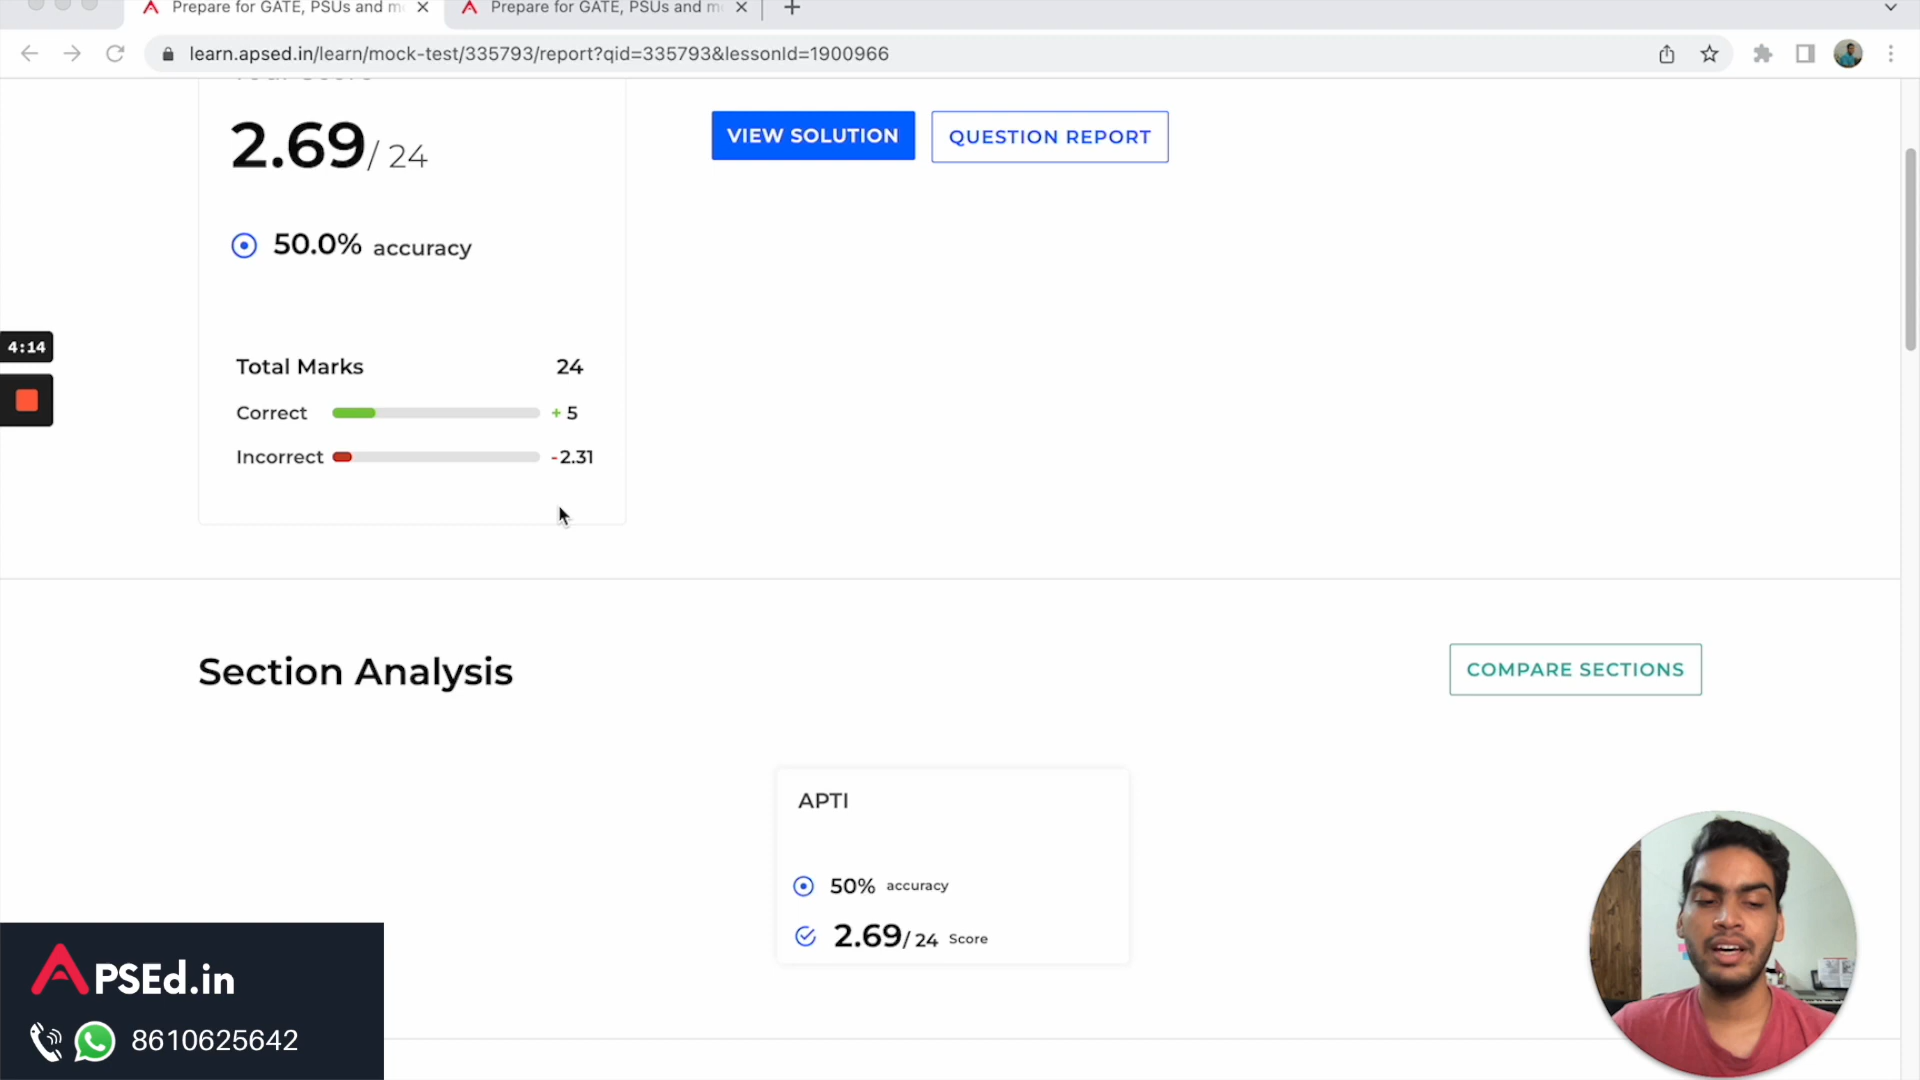 Prepare for GATE, PSUs and m
Prepare for GATE, PSUs and m
learn.apsed.in/learn/mock-test/335793/report?qid=335793&lessonId=1900966
2.69/ 24
VIEW SOLUTION
QUESTION REPORT
50.0% accuracy
4:14
Total Marks 24
Correct + 5
Incorrect -2.31
Section Analysis
COMPARE SECTIONS
APTI
50% accuracy
2.69/ 24 Score
APSEd.in
8610625642